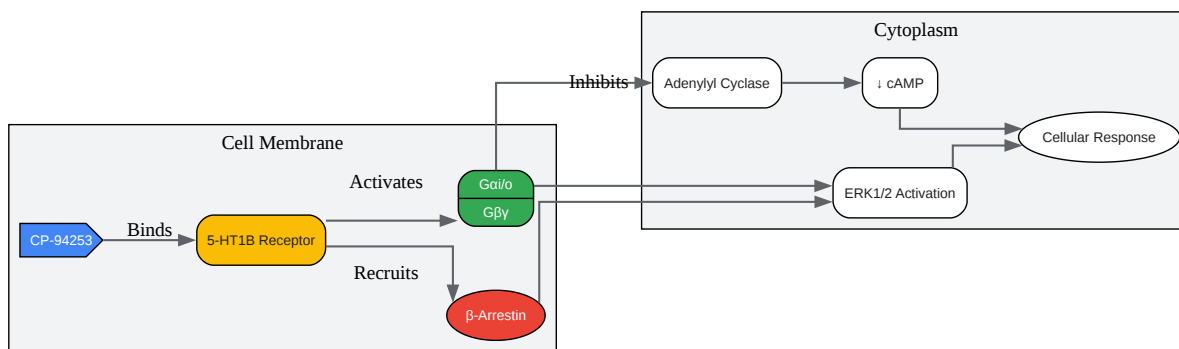 Cytoplasm
Inhibits
Adenylyl Cyclase
↓ cAMP
Cellular Response
Cell Membrane
Activates
Gαi/o
Gβγ
ERK1/2 Activation
CP-94253
Binds
5-HT1B Receptor
Recruits
β-Arrestin